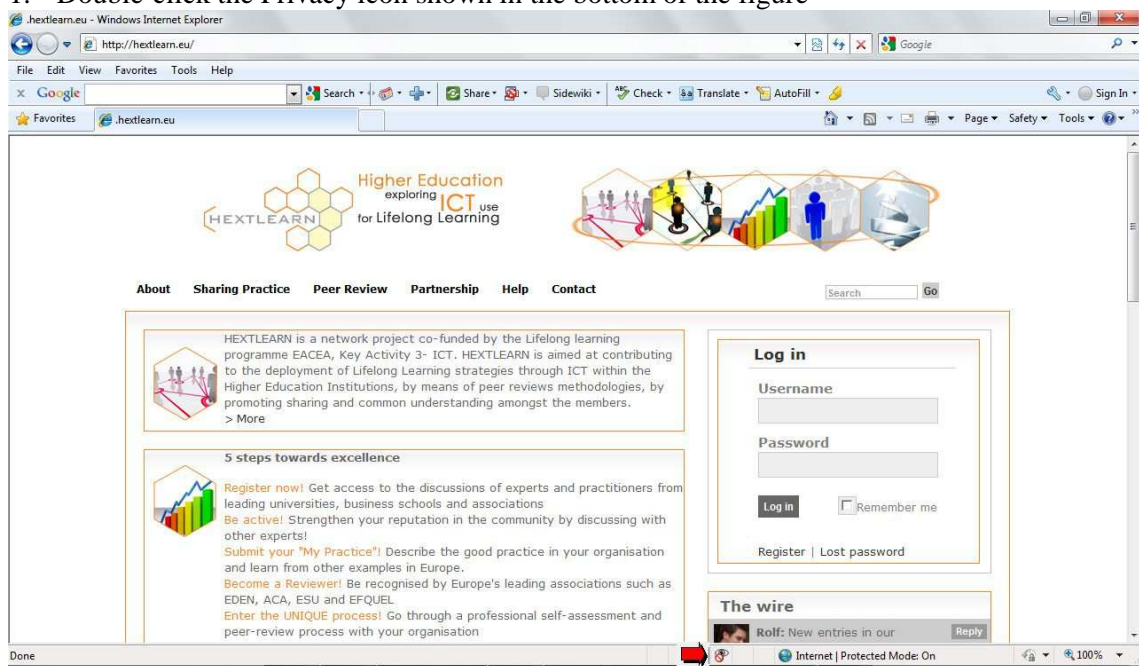 1. Double-click the Privacy icon shown in the bottom of the figure
.hextlearn.eu - Windows Internet Explorer
http://hextlearn.eu/
Google
File Edit View Favorites Tools Help
x Google Search Share Sidewiki Check Translate AutoFill Sign In
Favorites .hextlearn.eu Page Safety Tools
HEXTLEARN
Higher Education
exploring ICT use
for Lifelong Learning
About Sharing Practice Peer Review Partnership Help Contact Search Go
HEXTLEARN is a network project co-funded by the Lifelong learning
programme EACEA, Key Activity 3- ICT. HEXTLEARN is aimed at contributing
to the deployment of Lifelong Learning strategies through ICT within the
Higher Education Institutions, by means of peer reviews methodologies, by
promoting sharing and common understanding amongst the members.
> More
5 steps towards excellence
Register now! Get access to the discussions of experts and practitioners from
leading universities, business schools and associations
Be active! Strengthen your reputation in the community by discussing with
other experts!
Submit your "My Practice"! Describe the good practice in your organisation
and learn from other examples in Europe.
Become a Reviewer! Be recognised by Europe's leading associations such as
EDEN, ACA, ESU and EFQUEL
Enter the UNIQUE process! Go through a professional self-assessment and
peer-review process with your organisation
Log in
Username
Password
Log in Remember me
Register | Lost password
The wire
Rolf: New entries in our Reply
Done Internet | Protected Mode: On 100%